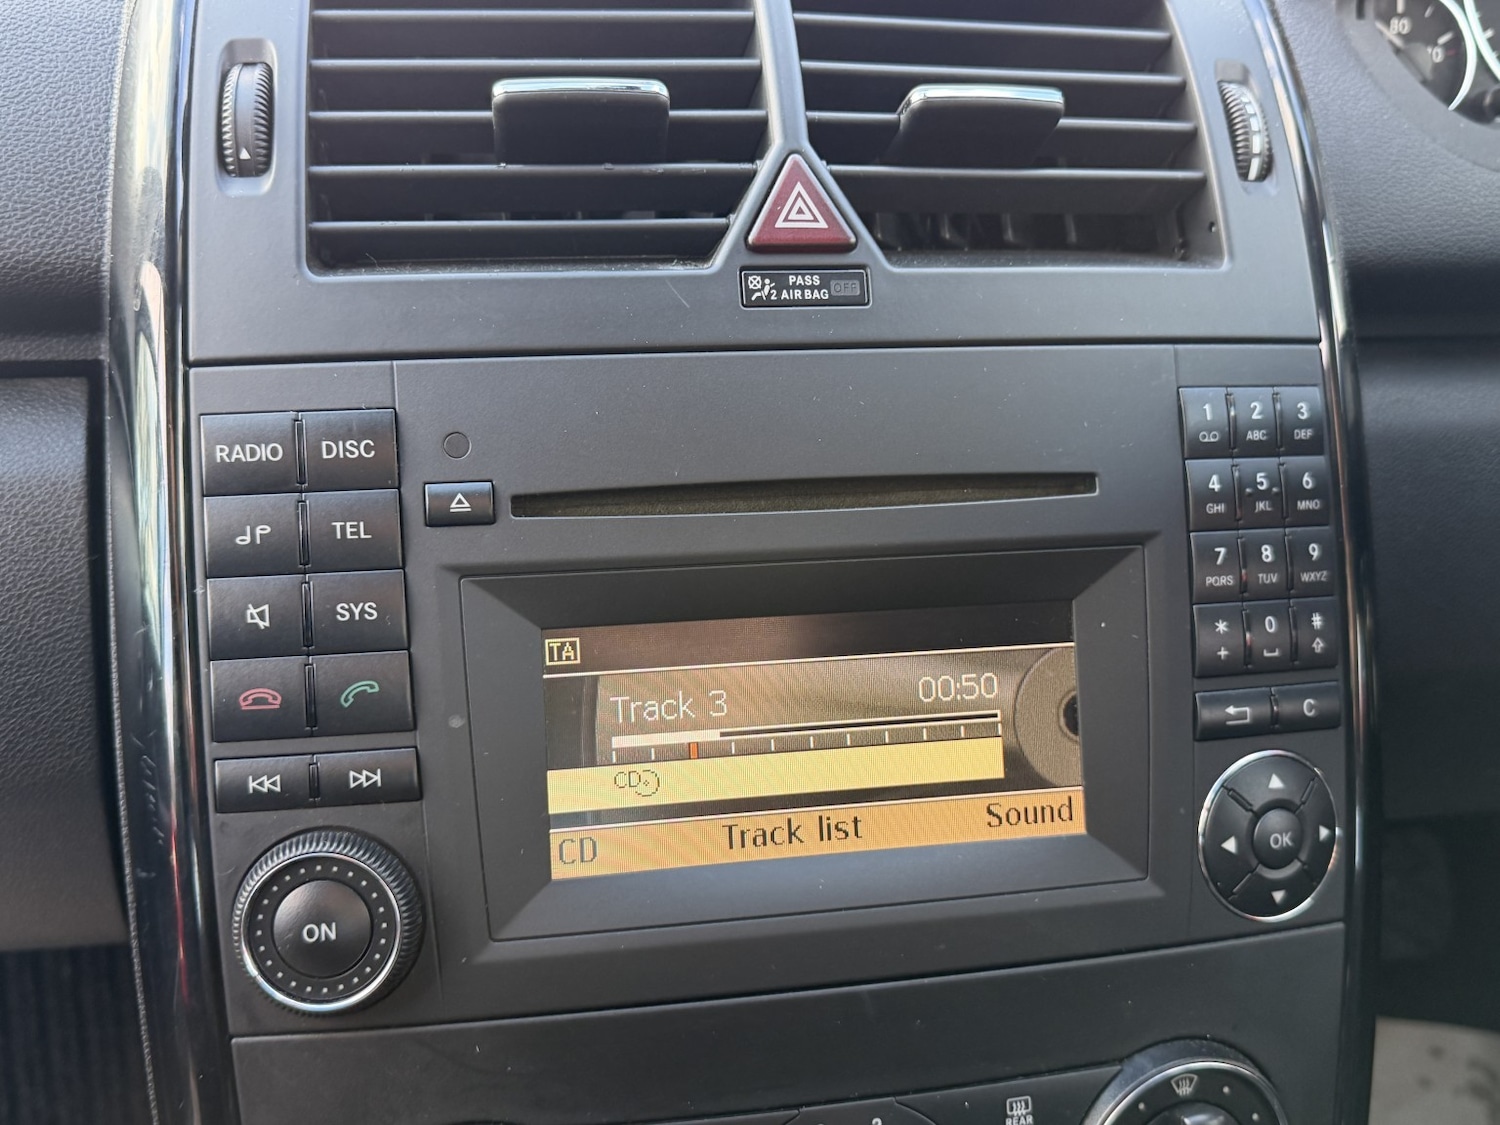 80
PASS
2 AIRBAG OFF
RADIO DISC
TEL
SYS
ON
1 2 3
ABC DEF
4 5 6
GHI JKL MNO
7 8 9
PQRS TUV WXYZ
* 0 #
+
C
OK
TA
Track 3 00:50
CD
CD Track list Sound
REAR